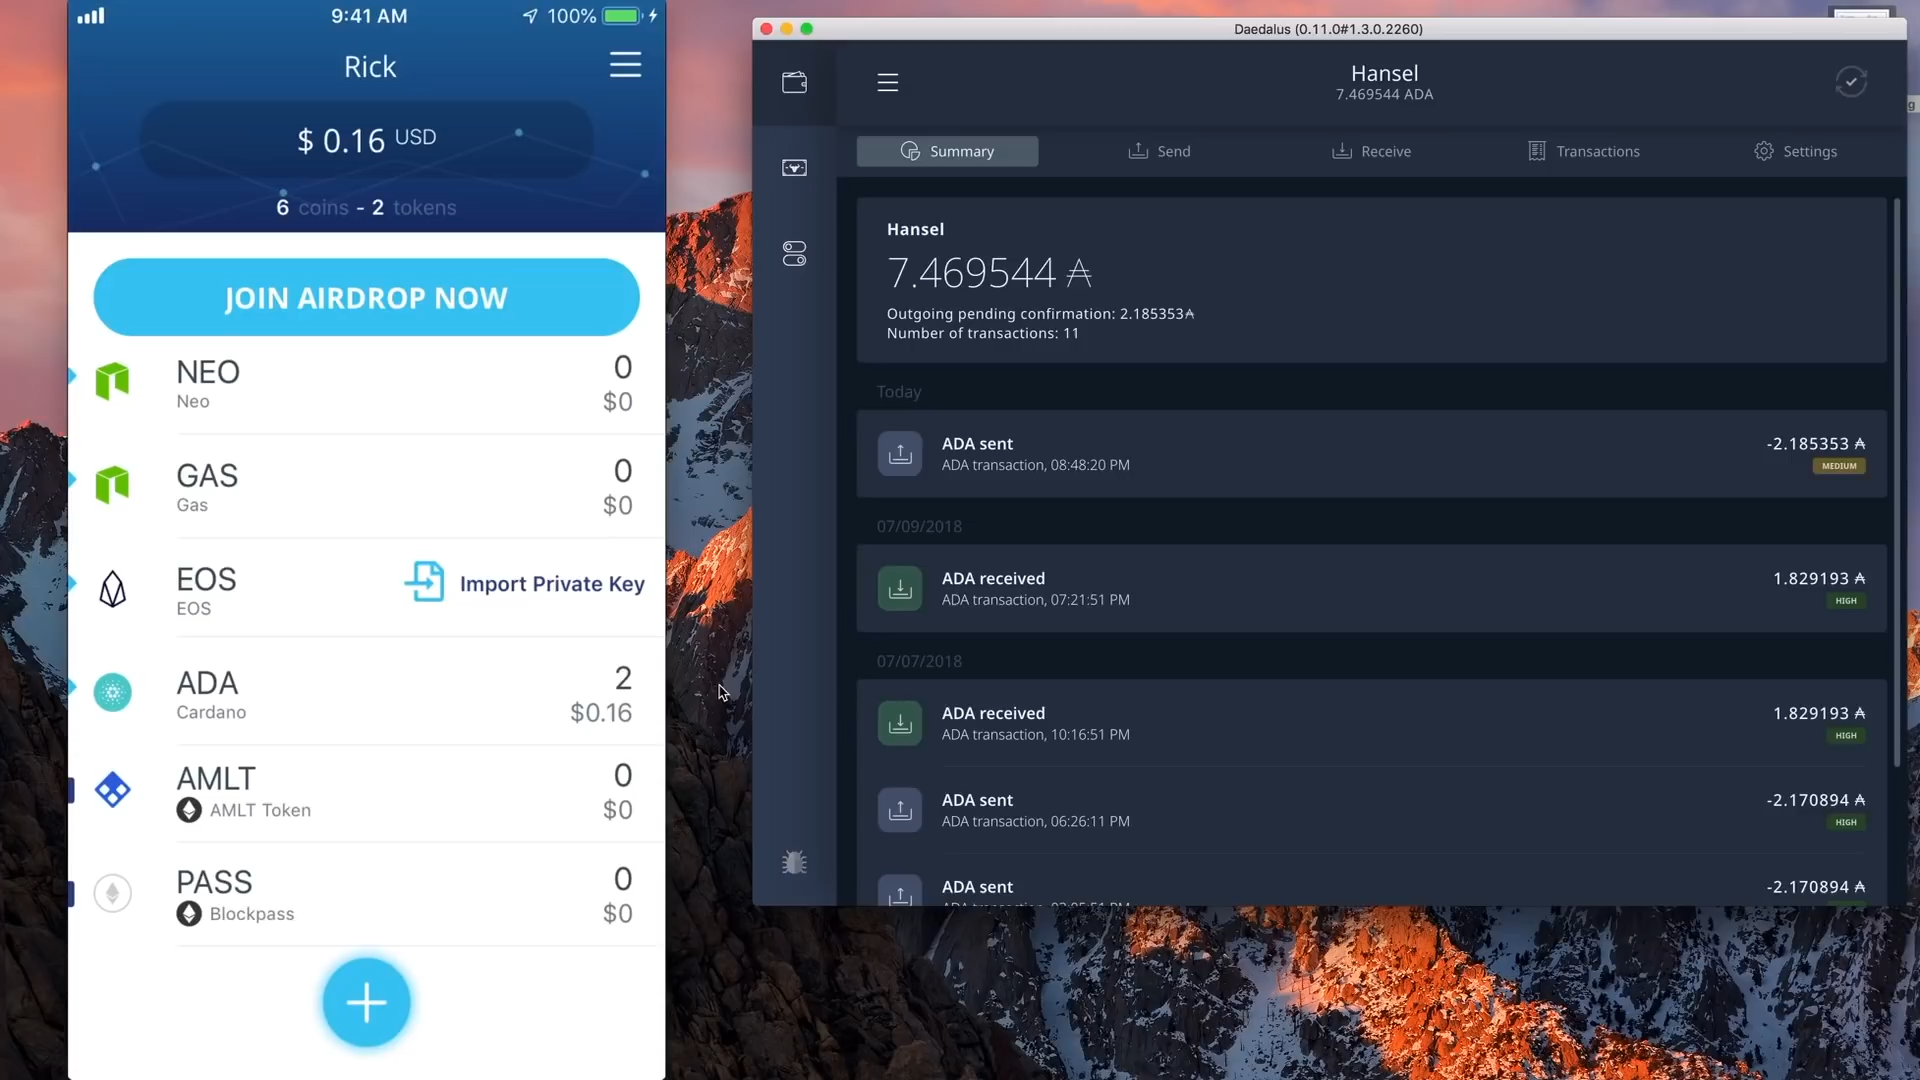 9:41 AM
100%
Rick
$ 0.16 USD
6 coins - 2 tokens
JOIN AIRDROP NOW
NEO
0
Neo
$0
GAS
0
Gas
$0
EOS
Import Private Key
EOS
ADA
2
Cardano
$0.16
AMLT
0
AMLT Token
$0
PASS
0
Blockpass
$0
Daedalus (0.11.0#1.3.0.2260)
Hansel
7.469544 ADA
Summary
Send
Receive
Transactions
Settings
Hansel
7.469544 ₳
Outgoing pending confirmation: 2.185353₳
Number of transactions: 11
Today
ADA sent
-2.185353 ₳
ADA transaction, 08:48:20 PM
MEDIUM
07/09/2018
ADA received
1.829193 ₳
ADA transaction, 07:21:51 PM
HIGH
07/07/2018
ADA received
1.829193 ₳
ADA transaction, 10:16:51 PM
HIGH
ADA sent
-2.170894 ₳
ADA transaction, 06:26:11 PM
HIGH
ADA sent
-2.170894 ₳